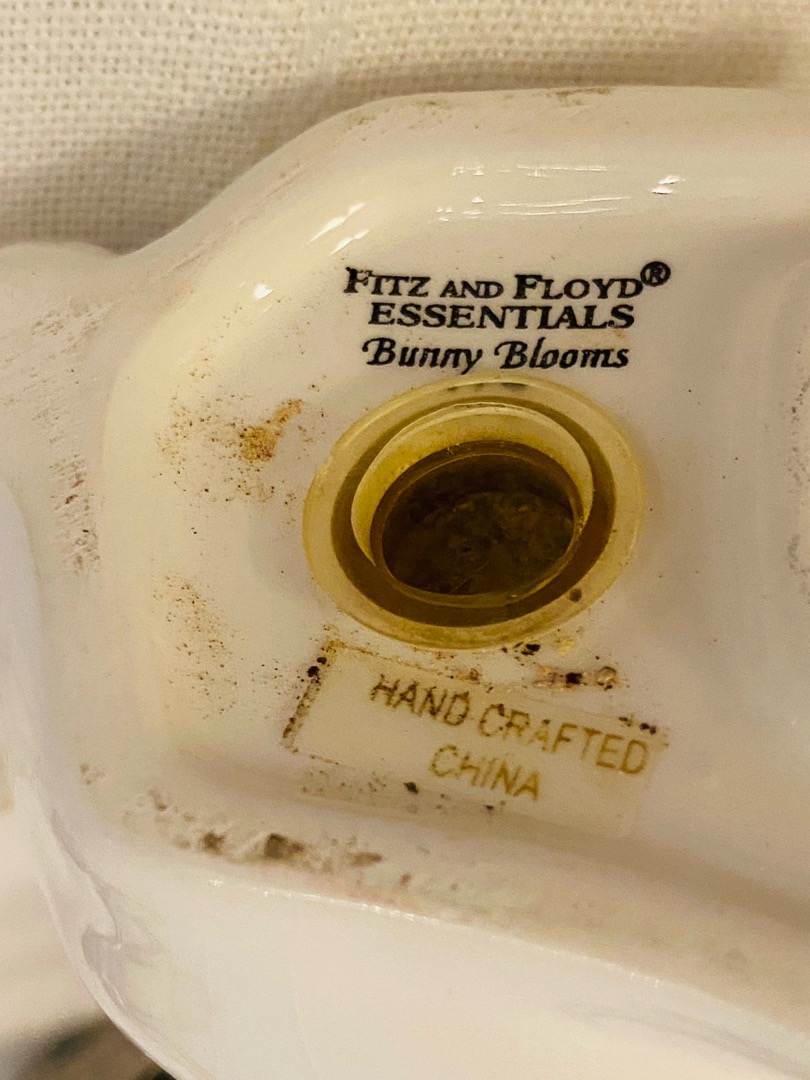 FITZ AND FLOYD®
ESSENTIALS
Bunny Blooms
HAND CRAFTED
CHINA